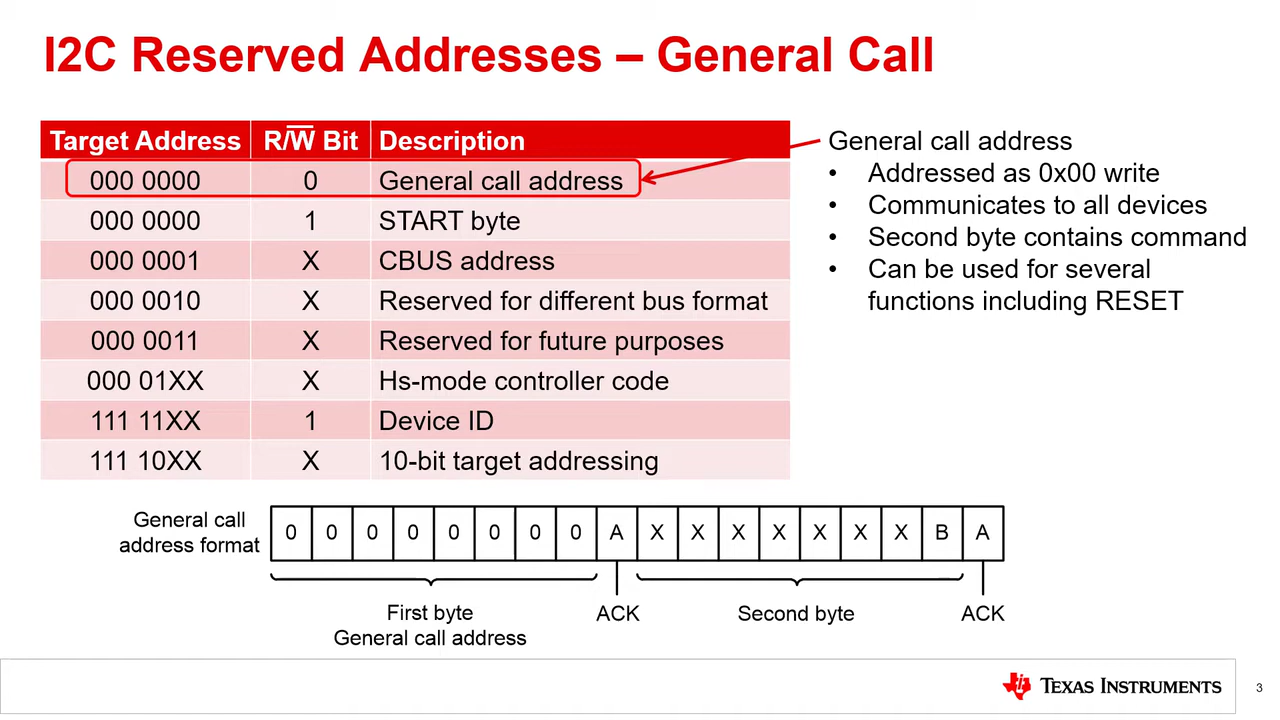 I2C Reserved Addresses – General Call
Target Address R/W̅ Bit Description
000 0000 0 General call address
000 0000 1 START byte
000 0001 X CBUS address
000 0010 X Reserved for different bus format
000 0011 X Reserved for future purposes
000 01XX X Hs-mode controller code
111 11XX 1 Device ID
111 10XX X 10-bit target addressing
General call address
• Addressed as 0x00 write
• Communicates to all devices
• Second byte contains command
• Can be used for several
functions including RESET
General call
address format
0 0 0 0 0 0 0 0 A X X X X X X X B A
First byte
General call address
ACK
Second byte
ACK
ti
TEXAS INSTRUMENTS
3